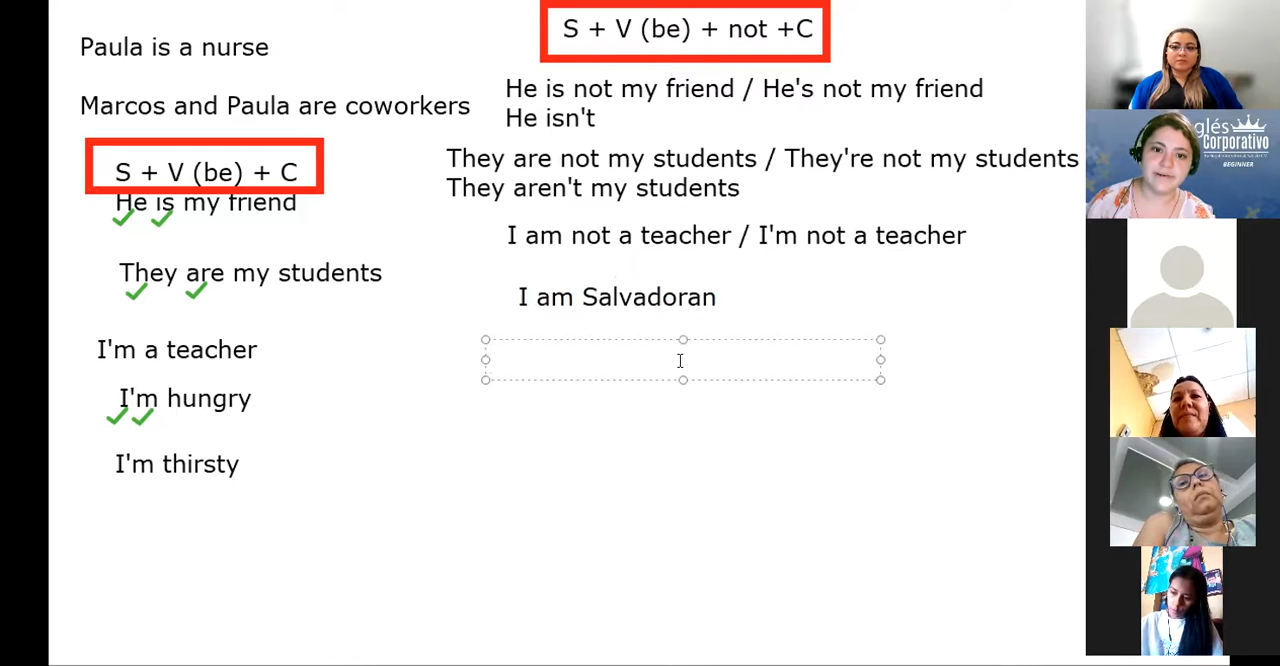 Paula is a nurse
Marcos and Paula are coworkers
S + V (be) + C
He is my friend
They are my students
I'm a teacher
I'm hungry
I'm thirsty
S + V (be) + not +C
He is not my friend / He's not my friend
He isn't
They are not my students / They're not my students
They aren't my students
I am not a teacher / I'm not a teacher
I am Salvadoran
glés
Corporativo
BEGINNER